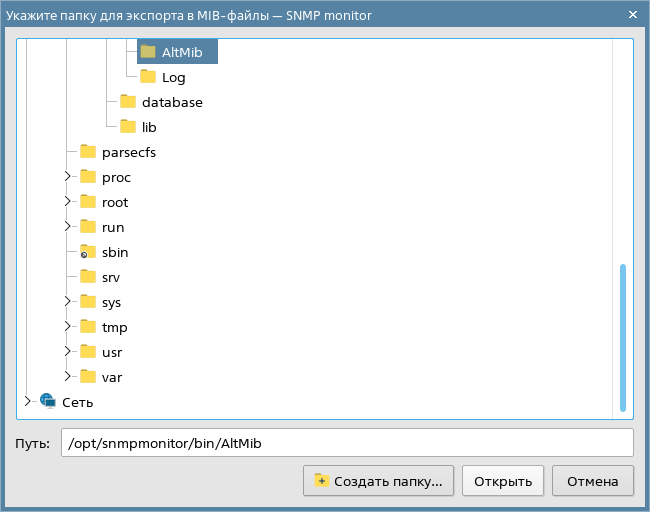 Укажите папку для экспорта в MIB-файлы — SNMP monitor
AltMib
Log
database
lib
parsecfs
proc
root
run
sbin
srv
sys
tmp
usr
var
Сеть
Путь: /opt/snmpmonitor/bin/AltMib
Создать папку... Открыть Отмена